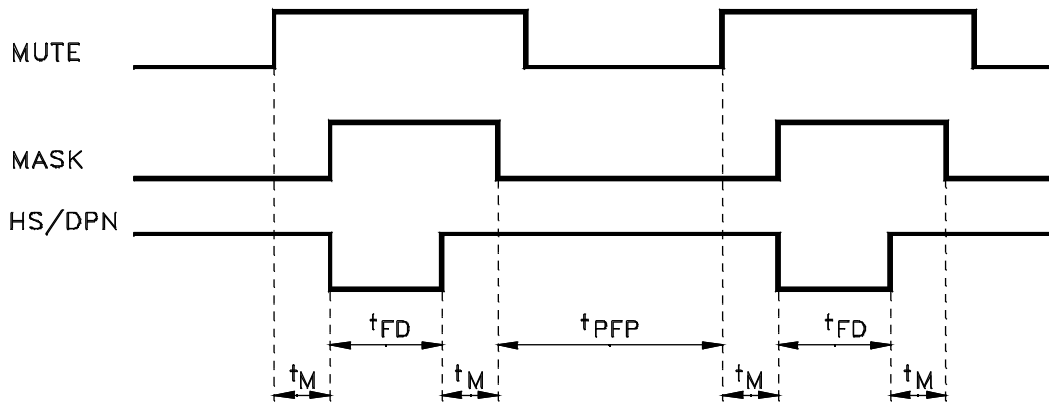 MUTE
MASK
HS/DPN
tFD tPFP tFD
tM tM tM tM